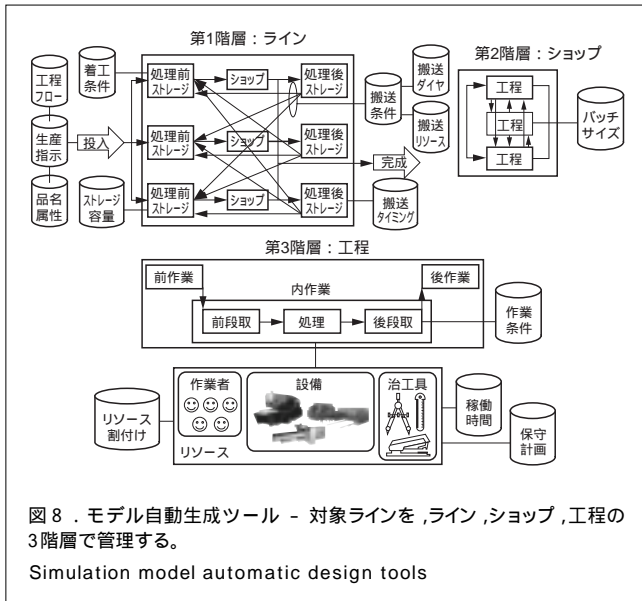 第1階層：ライン
第2階層：ショップ
工程
フロー
生産
指示
品名
属性
着工
条件
投入
ストレージ
容量
処理前
ストレージ
ショップ
処理後
ストレージ
処理前
ストレージ
ショップ
処理後
ストレージ
処理前
ストレージ
ショップ
処理後
ストレージ
搬送
条件
搬送
ダイヤ
搬送
リソース
完成
搬送
タイミング
工程
工程
工程
バッチ
サイズ
第3階層：工程
前作業
後作業
内作業
前段取
処理
後段取
作業
条件
リソース
割付け
作業者
設備
治工具
リソース
稼働
時間
保守
計画
図8．モデル自動生成ツール － 対象ラインを,ライン,ショップ,工程の
3階層で管理する。
Simulation model automatic design tools